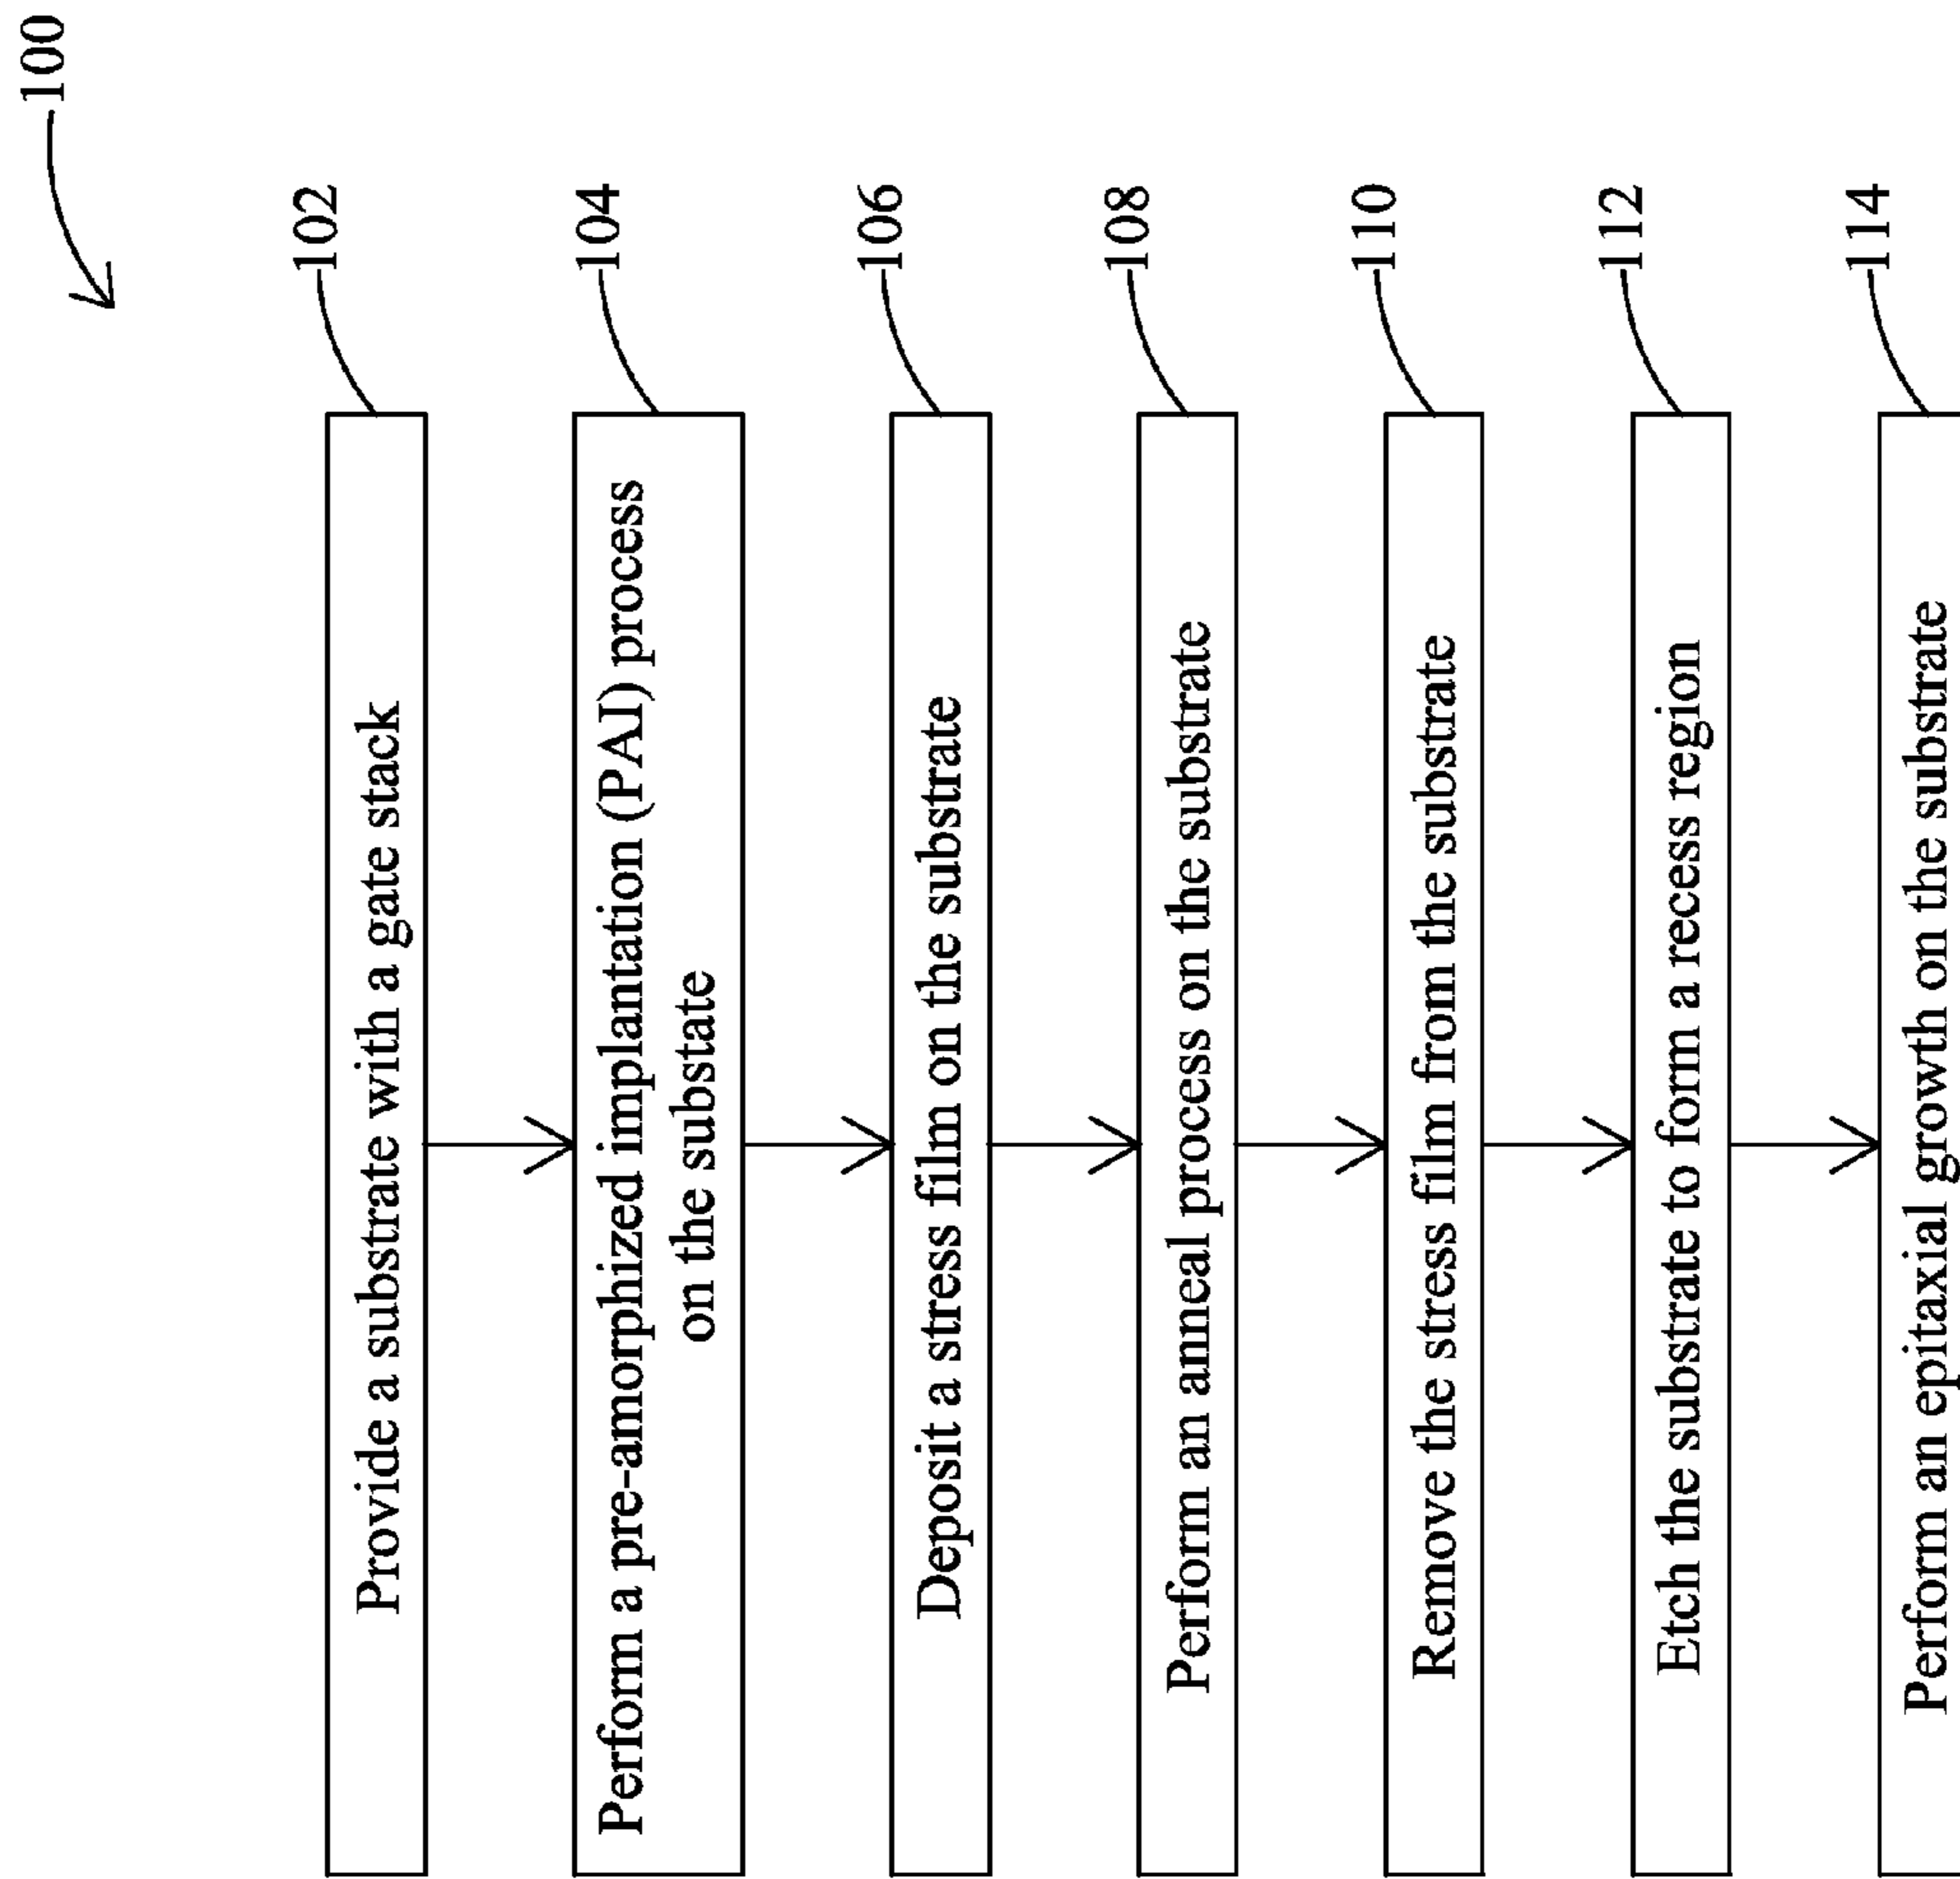 100
Provide a substrate with a gate stack
102
Perform a pre-amorphized implantation (PAI) process
on the substate
104
Deposit a stress film on the substrate
106
Perform an anneal process on the substrate
108
Remove the stress film from the substrate
110
Etch the substrate to form a recess region
112
Perform an epitaxial growth on the substrate
114